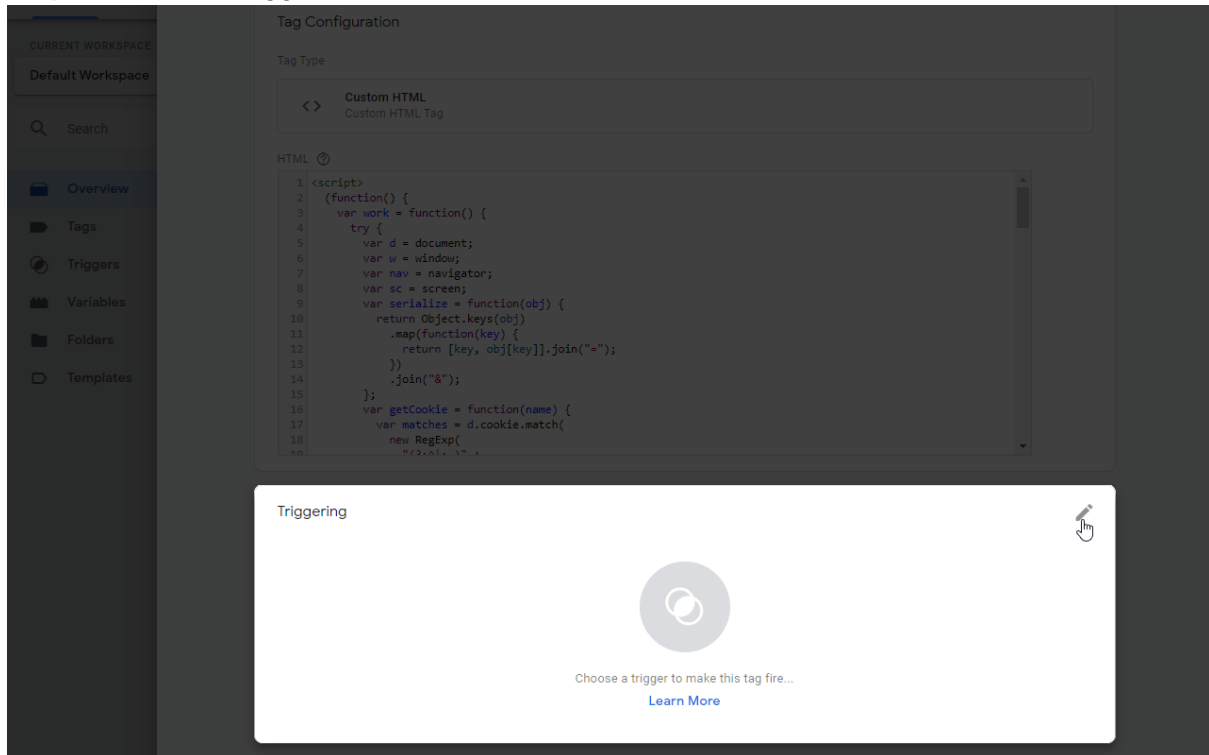 Tag Configuration
CURRENT WORKSPACE
Default Workspace
Search
Overview
Tags
Triggers
Variables
Folders
Templates
Tag Type
Custom HTML
Custom HTML Tag
HTML
1 <script>
2 (function() {
3 var work = function() {
4 try {
5 var d = document;
6 var w = window;
7 var nav = navigator;
8 var sc = screen;
9 var serialize = function(obj) {
10 return Object.keys(obj)
11 .map(function(key) {
12 return [key, obj[key]].join("=");
13 })
14 .join("&");
15 };
16 var getCookie = function(name) {
17 var matches = d.cookie.match(
18 new RegExp(
Triggering
Choose a trigger to make this tag fire...
Learn More